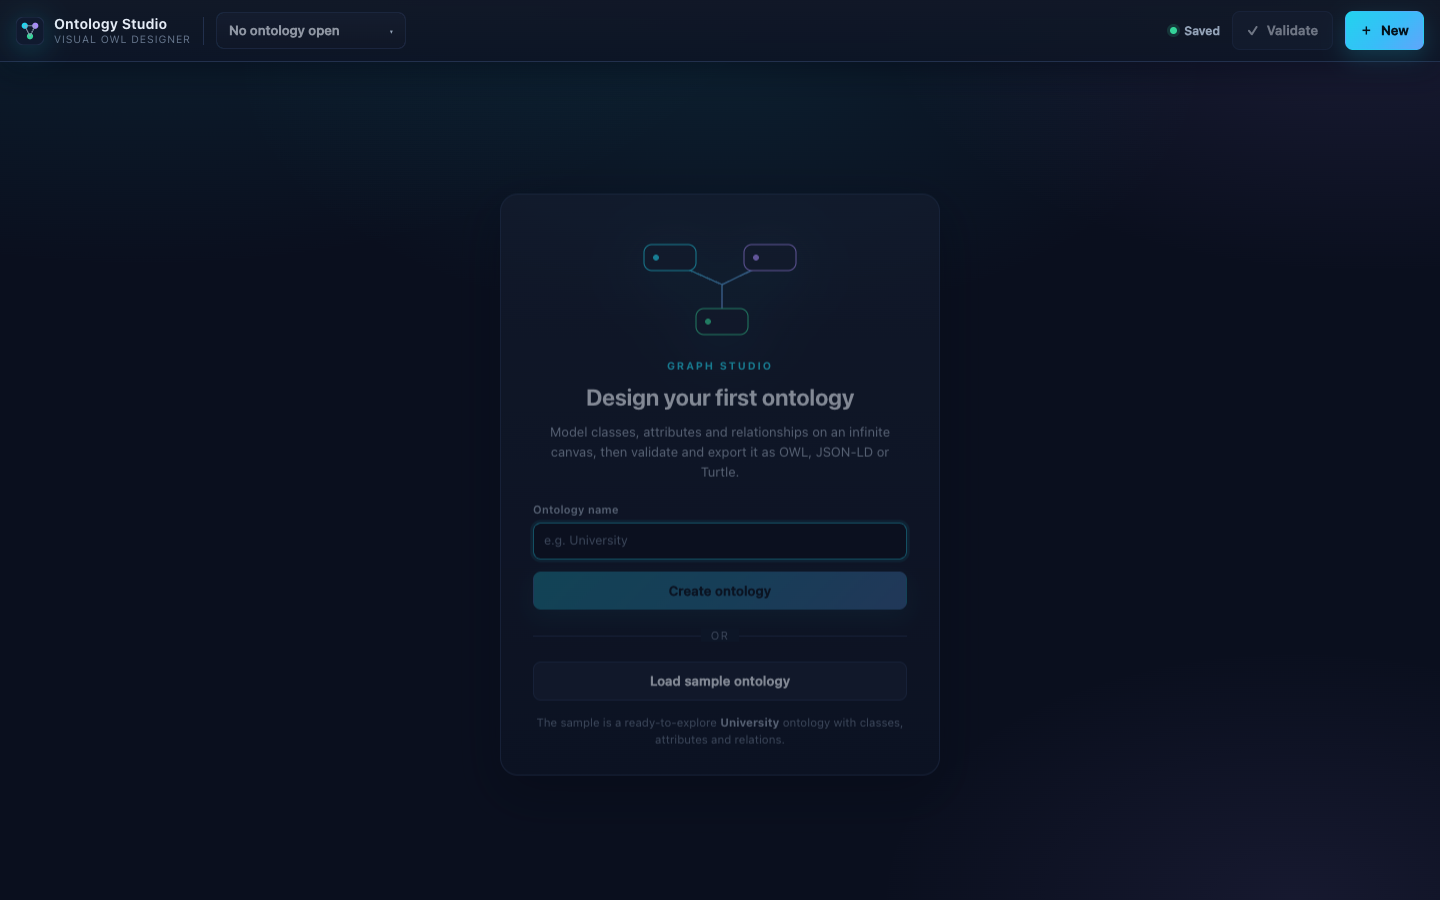 Ontology Studio
VISUAL OWL DESIGNER
No ontology open
Saved
Validate
+ New
GRAPH STUDIO
Design your first ontology
Model classes, attributes and relationships on an infinite
canvas, then validate and export it as OWL, JSON-LD or
Turtle.
Ontology name
e.g. University
Create ontology
OR
Load sample ontology
The sample is a ready-to-explore University ontology with classes,
attributes and relations.